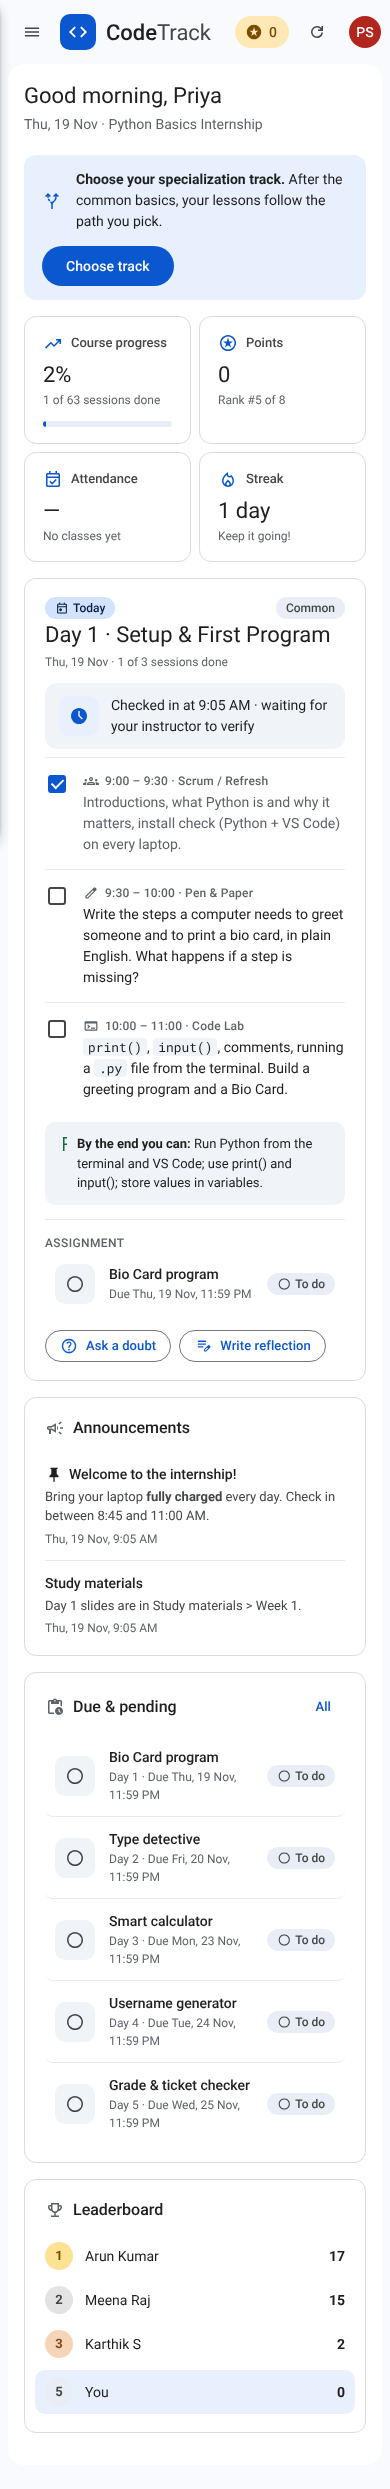 CodeTrack
0
PS
Good morning, Priya
Thu, 19 Nov · Python Basics Internship
Choose your specialization track. After the
common basics, your lessons follow the
path you pick.
Choose track
Course progress
2%
1 of 63 sessions done
Points
0
Rank #5 of 8
Attendance
—
No classes yet
Streak
1 day
Keep it going!
Today
Common
Day 1 · Setup & First Program
Thu, 19 Nov · 1 of 3 sessions done
Checked in at 9:05 AM · waiting for
your instructor to verify
9:00 – 9:30 · Scrum / Refresh
Introductions, what Python is and why it
matters, install check (Python + VS Code)
on every laptop.
9:30 – 10:00 · Pen & Paper
Write the steps a computer needs to greet
someone and to print a bio card, in plain
English. What happens if a step is
missing?
10:00 – 11:00 · Code Lab
print(), input(), comments, running
a .py file from the terminal. Build a
greeting program and a Bio Card.
By the end you can: Run Python from the
terminal and VS Code; use print() and
input(); store values in variables.
ASSIGNMENT
Bio Card program
Due Thu, 19 Nov, 11:59 PM
To do
Ask a doubt
Write reflection
Announcements
Welcome to the internship!
Bring your laptop fully charged every day. Check in
between 8:45 and 11:00 AM.
Thu, 19 Nov, 9:05 AM
Study materials
Day 1 slides are in Study materials > Week 1.
Thu, 19 Nov, 9:05 AM
Due & pending
All
Bio Card program
Day 1 · Due Thu, 19 Nov,
11:59 PM
To do
Type detective
Day 2 · Due Fri, 20 Nov,
11:59 PM
To do
Smart calculator
Day 3 · Due Mon, 23 Nov,
11:59 PM
To do
Username generator
Day 4 · Due Tue, 24 Nov,
11:59 PM
To do
Grade & ticket checker
Day 5 · Due Wed, 25 Nov,
11:59 PM
To do
Leaderboard
1 Arun Kumar 17
2 Meena Raj 15
3 Karthik S 2
5 You 0